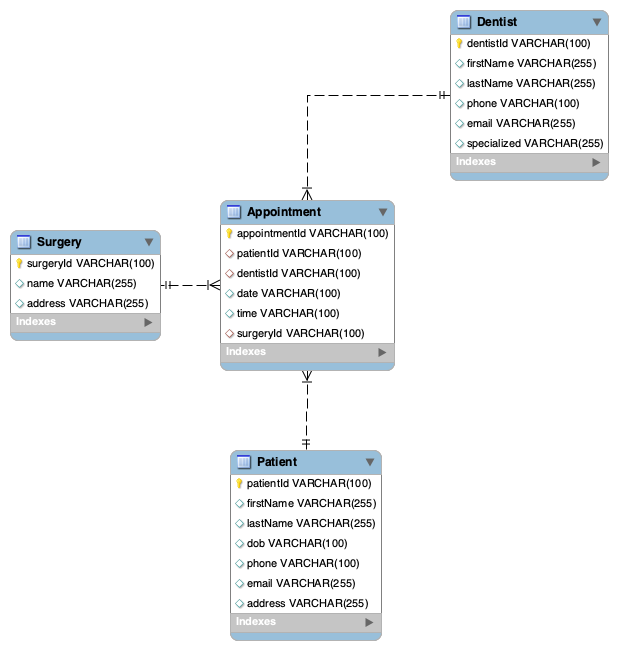 Dentist
dentistId VARCHAR(100)
firstName VARCHAR(255)
lastName VARCHAR(255)
phone VARCHAR(100)
email VARCHAR(255)
specialized VARCHAR(255)
Indexes
Appointment
appointmentId VARCHAR(100)
patientId VARCHAR(100)
dentistId VARCHAR(100)
date VARCHAR(100)
time VARCHAR(100)
surgeryId VARCHAR(100)
Indexes
Surgery
surgeryId VARCHAR(100)
name VARCHAR(255)
address VARCHAR(255)
Indexes
Patient
patientId VARCHAR(100)
firstName VARCHAR(255)
lastName VARCHAR(255)
dob VARCHAR(100)
phone VARCHAR(100)
email VARCHAR(255)
address VARCHAR(255)
Indexes